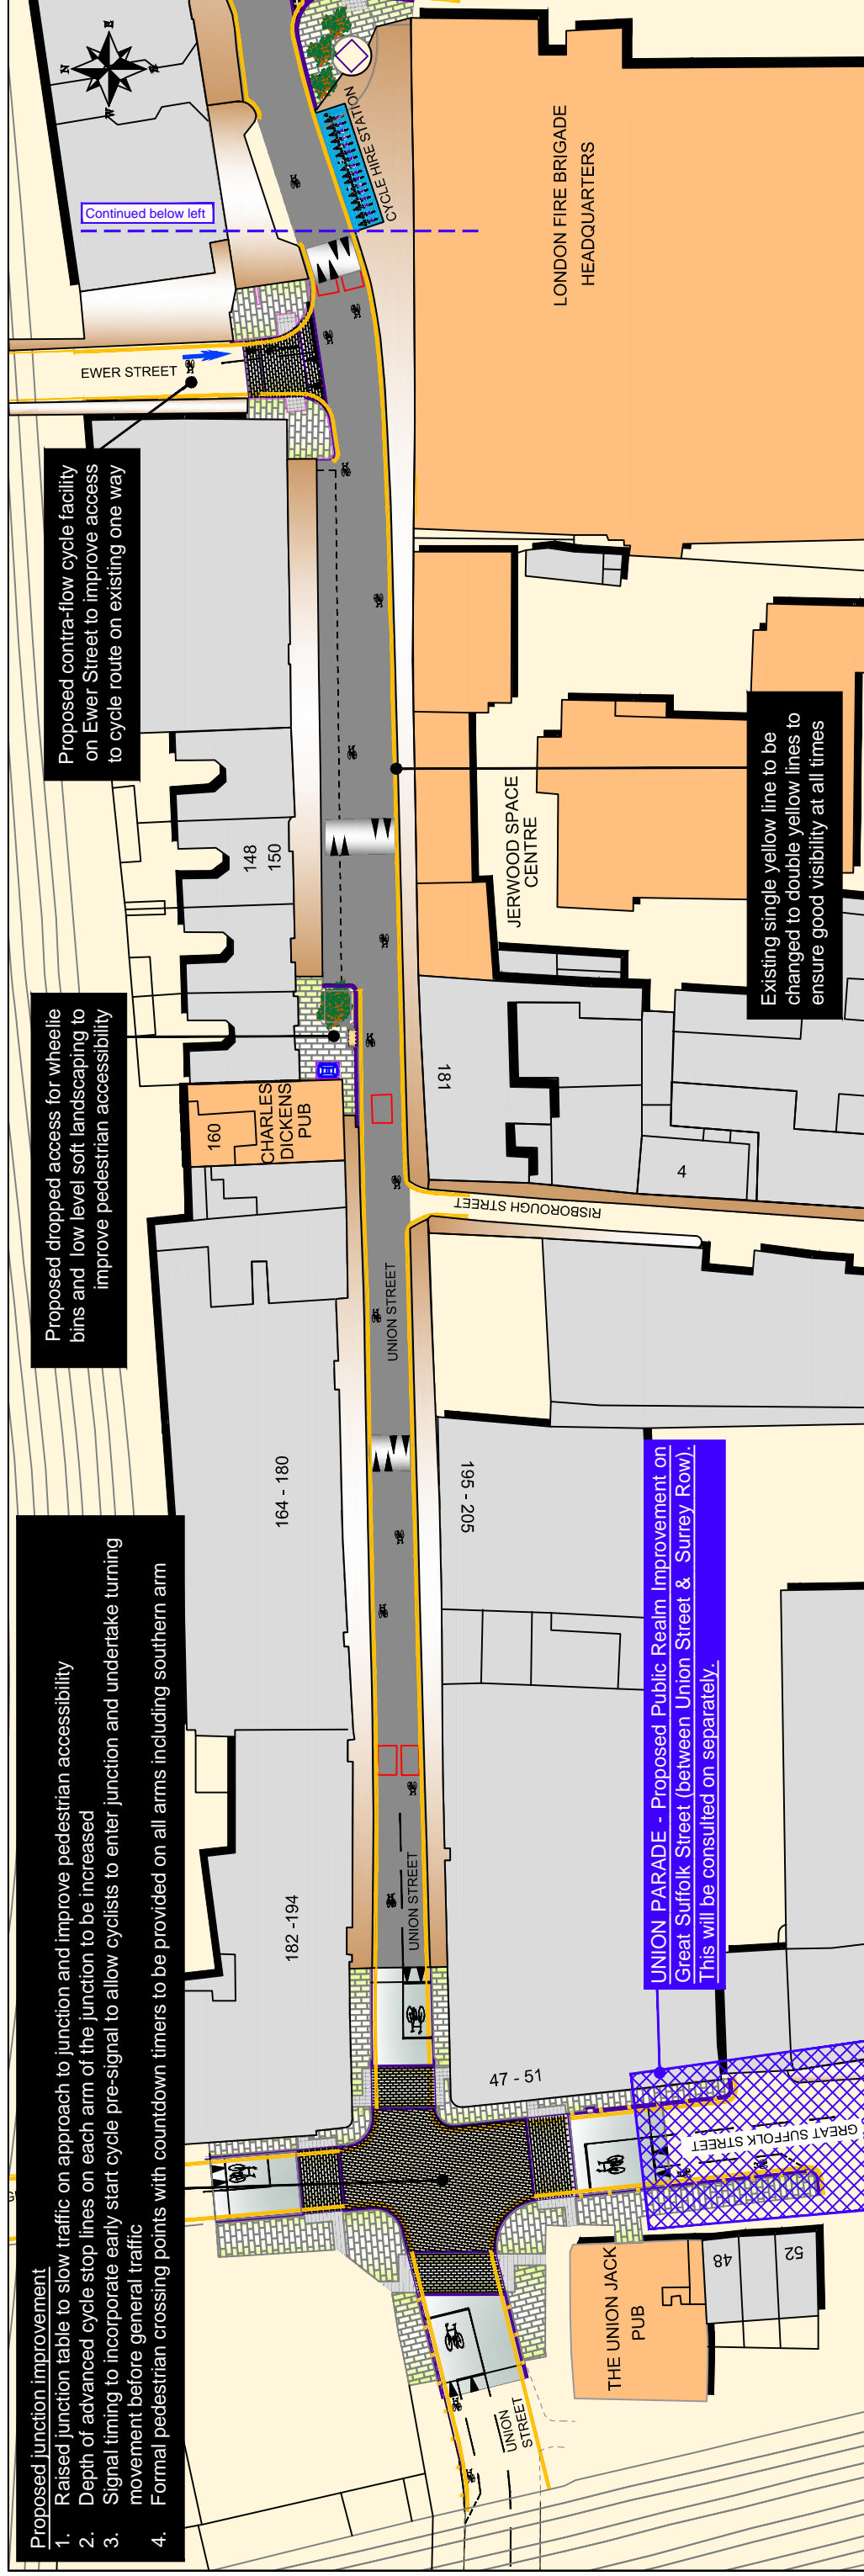 Proposed junction improvement
1. Raised junction table to slow traffic on approach to junction and improve pedestrian accessibility
2. Depth of advanced cycle stop lines on each arm of the junction to be increased
3. Signal timing to incorporate early start cycle pre-signal to allow cyclists to enter junction and undertake turning
movement before general traffic
4. Formal pedestrian crossing points with countdown timers to be provided on all arms including southern arm
Proposed dropped access for wheelie
bins and low level soft landscaping to
improve pedestrian accessibility
Proposed contra-flow cycle facility
on Ewer Street to improve access
to cycle route on existing one way
Continued below left
N
E
S
W
EWER STREET
CYCLE HIRE STATION
182 -194
164 - 180
160
CHARLES
DICKENS
PUB
148
150
UNION
STREET
UNION STREET
UNION STREET
47 - 51
195 - 205
RISBOROUGH STREET
181
4
JERWOOD SPACE
CENTRE
LONDON FIRE BRIGADE
HEADQUARTERS
THE UNION JACK
PUB
48
52
GREAT SUFFOLK STREET
UNION PARADE - Proposed Public Realm Improvement on
Great Suffolk Street (between Union Street & Surrey Row).
This will be consulted on separately.
Existing single yellow line to be
changed to double yellow lines to
ensure good visibility at all times